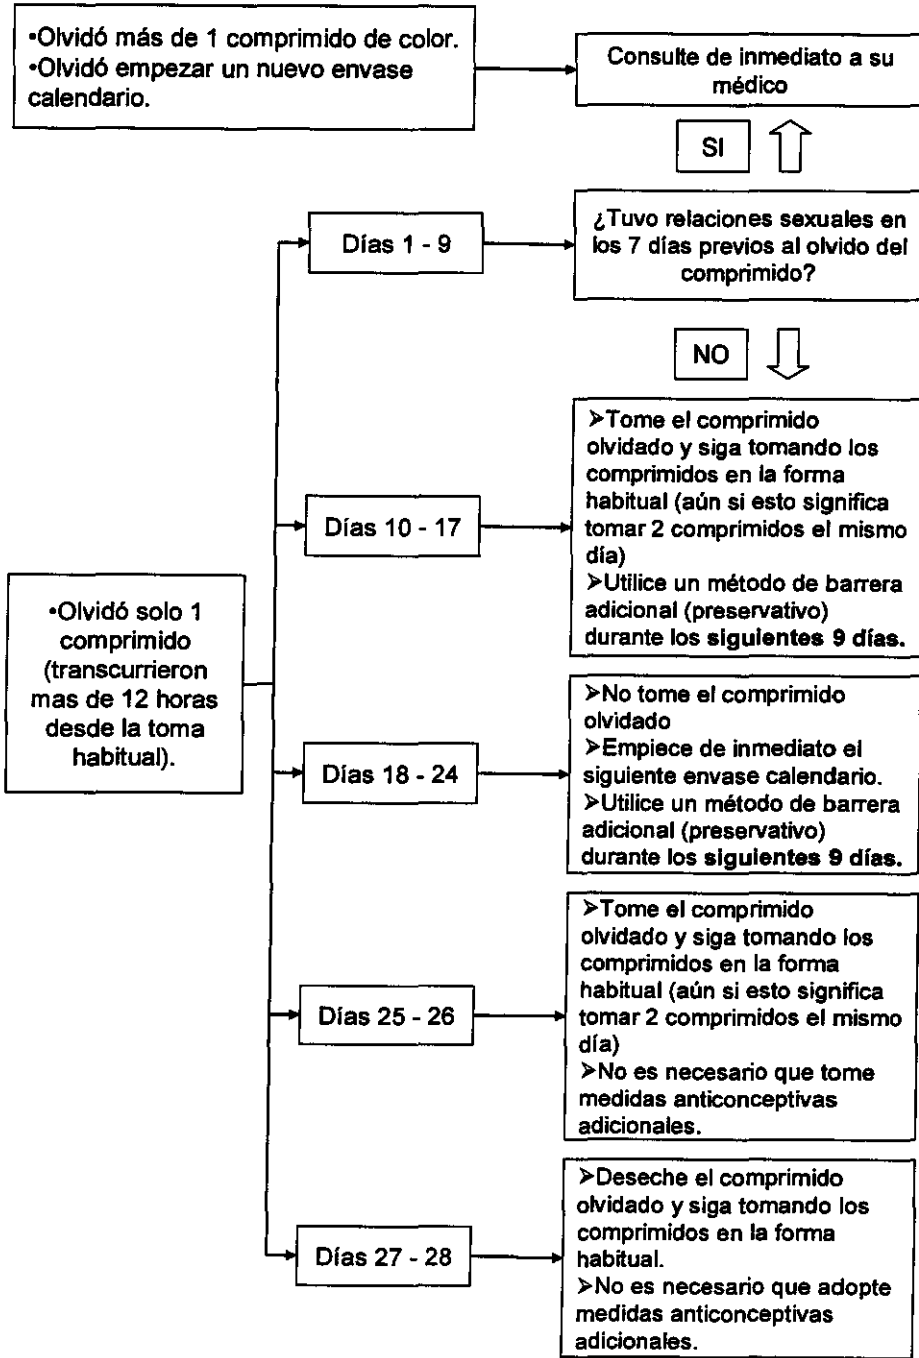 •Olvidó más de 1 comprimido de color.
•Olvidó empezar un nuevo envase
calendario.
Consulte de inmediato a su
médico
SI
Días 1 - 9
¿Tuvo relaciones sexuales en
los 7 días previos al olvido del
comprimido?
NO
•Olvidó solo 1
comprimido
(transcurrieron
mas de 12 horas
desde la toma
habitual).
Días 10 - 17
➢Tome el comprimido
olvidado y siga tomando los
comprimidos en la forma
habitual (aún si esto significa
tomar 2 comprimidos el mismo
día)
➢Utilice un método de barrera
adicional (preservativo)
durante los siguientes 9 días.
Días 18 - 24
➢No tome el comprimido
olvidado
➢Empiece de inmediato el
siguiente envase calendario.
➢Utilice un método de barrera
adicional (preservativo)
durante los siguientes 9 días.
Días 25 - 26
➢Tome el comprimido
olvidado y siga tomando los
comprimidos en la forma
habitual (aún si esto significa
tomar 2 comprimidos el mismo
día)
➢No es necesario que tome
medidas anticonceptivas
adicionales.
Días 27 - 28
➢Deseche el comprimido
olvidado y siga tomando los
comprimidos en la forma
habitual.
➢No es necesario que adopte
medidas anticonceptivas
adicionales.